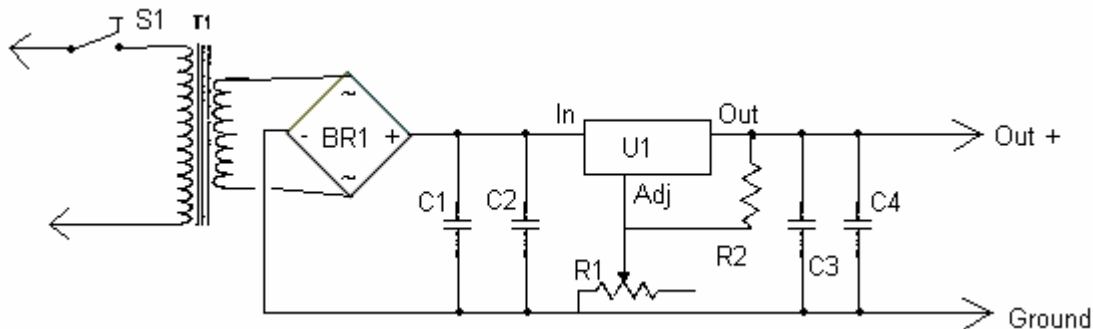 S1
T1
~
- BR1 +
~
C1
C2
In
Out
U1
Adj
R1
R2
C3
C4
Out +
Ground